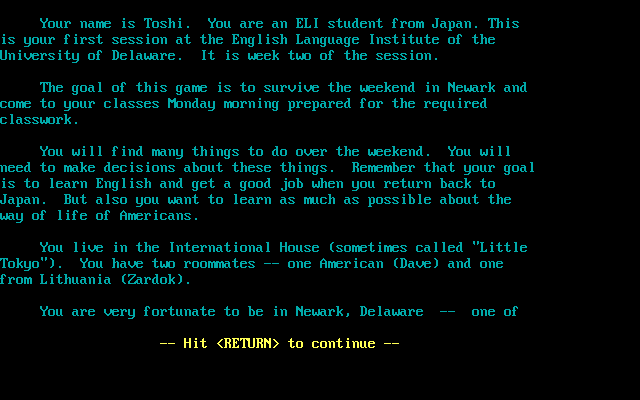 Your name is Toshi.  You are an ELI student from Japan. This
is your first session at the English Language Institute of the
University of Delaware.  It is week two of the session.
The goal of this game is to survive the weekend in Newark and
come to your classes Monday morning prepared for the required
classwork.
You will find many things to do over the weekend.  You will
need to make decisions about these things.  Remember that your goal
is to learn English and get a good job when you return back to
Japan.  But also you want to learn as much as possible about the
way of life of Americans.
You live in the International House (sometimes called "Little
Tokyo").  You have two roommates -- one American (Dave) and one
from Lithuania (Zardok).
You are very fortunate to be in Newark, Delaware  --  one of
-- Hit <RETURN> to continue --